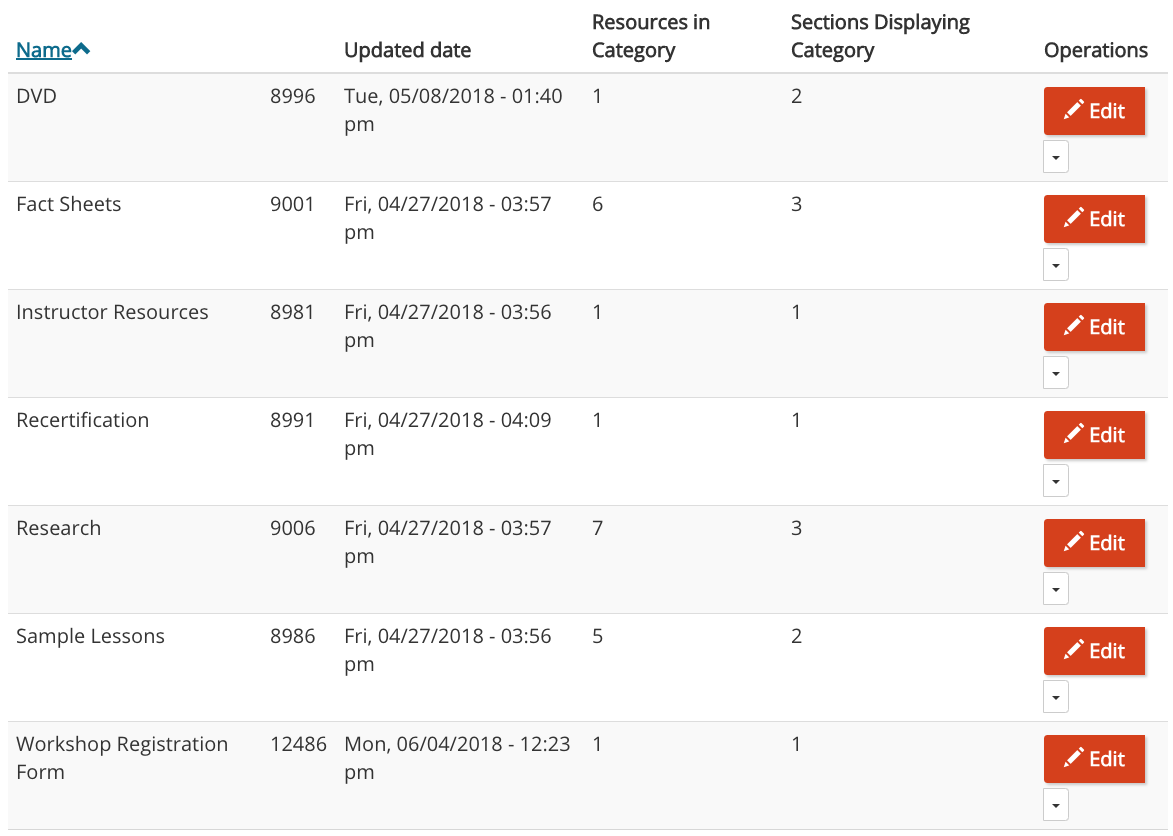 Name Updated date Resources in Category Sections Displaying Category Operations
DVD 8996 Tue, 05/08/2018 - 01:40 1 2 Edit
pm
Fact Sheets 9001 Fri, 04/27/2018 - 03:57 6 3 Edit
pm
Instructor Resources 8981 Fri, 04/27/2018 - 03:56 1 1 Edit
pm
Recertification 8991 Fri, 04/27/2018 - 04:09 1 1 Edit
pm
Research 9006 Fri, 04/27/2018 - 03:57 7 3 Edit
pm
Sample Lessons 8986 Fri, 04/27/2018 - 03:56 5 2 Edit
pm
Workshop Registration 12486 Mon, 06/04/2018 - 12:23 1 1 Edit
Form pm